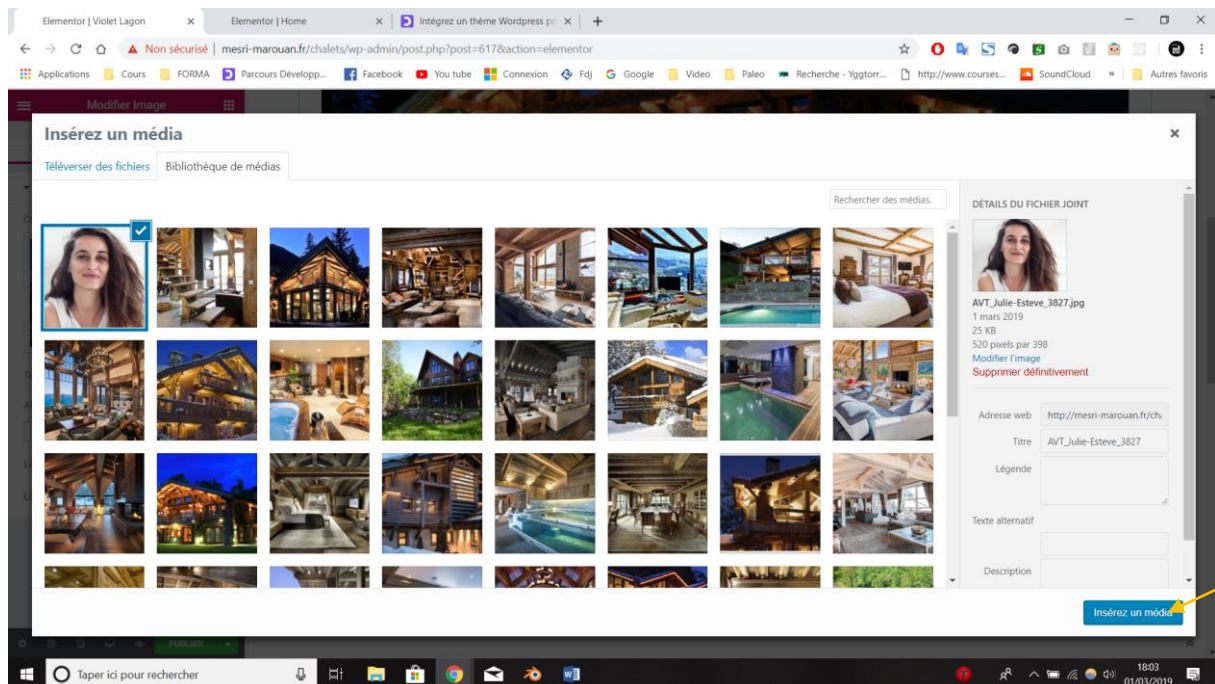 Elementor | Violet Lagon
Elementor | Home
Intégrez un thème Wordpress po
Non sécurisé | mesri-marouan.fr/chalets/wp-admin/post.php?post=617&action=elementor
Applications Cours FORMA Parcours Développ... Facebook You tube Connexion Fdj Google Video Paleo Recherche - Yggtorr... http://www.courses... SoundCloud » Autres favoris
Modifier Image
Insérez un média
Téléverser des fichiers Bibliothèque de médias
Rechercher des médias.
DÉTAILS DU FICHIER JOINT
AVT_Julie-Esteve_3827.jpg
1 mars 2019
25 KB
520 pixels par 398
Modifier l'image
Supprimer définitivement
Adresse web http://mesri-marouan.fr/cha
Titre AVT_Julie-Esteve_3827
Légende
Texte alternatif
Description
Insérez un média
PUBLIER
Taper ici pour rechercher
18:03
01/03/2019